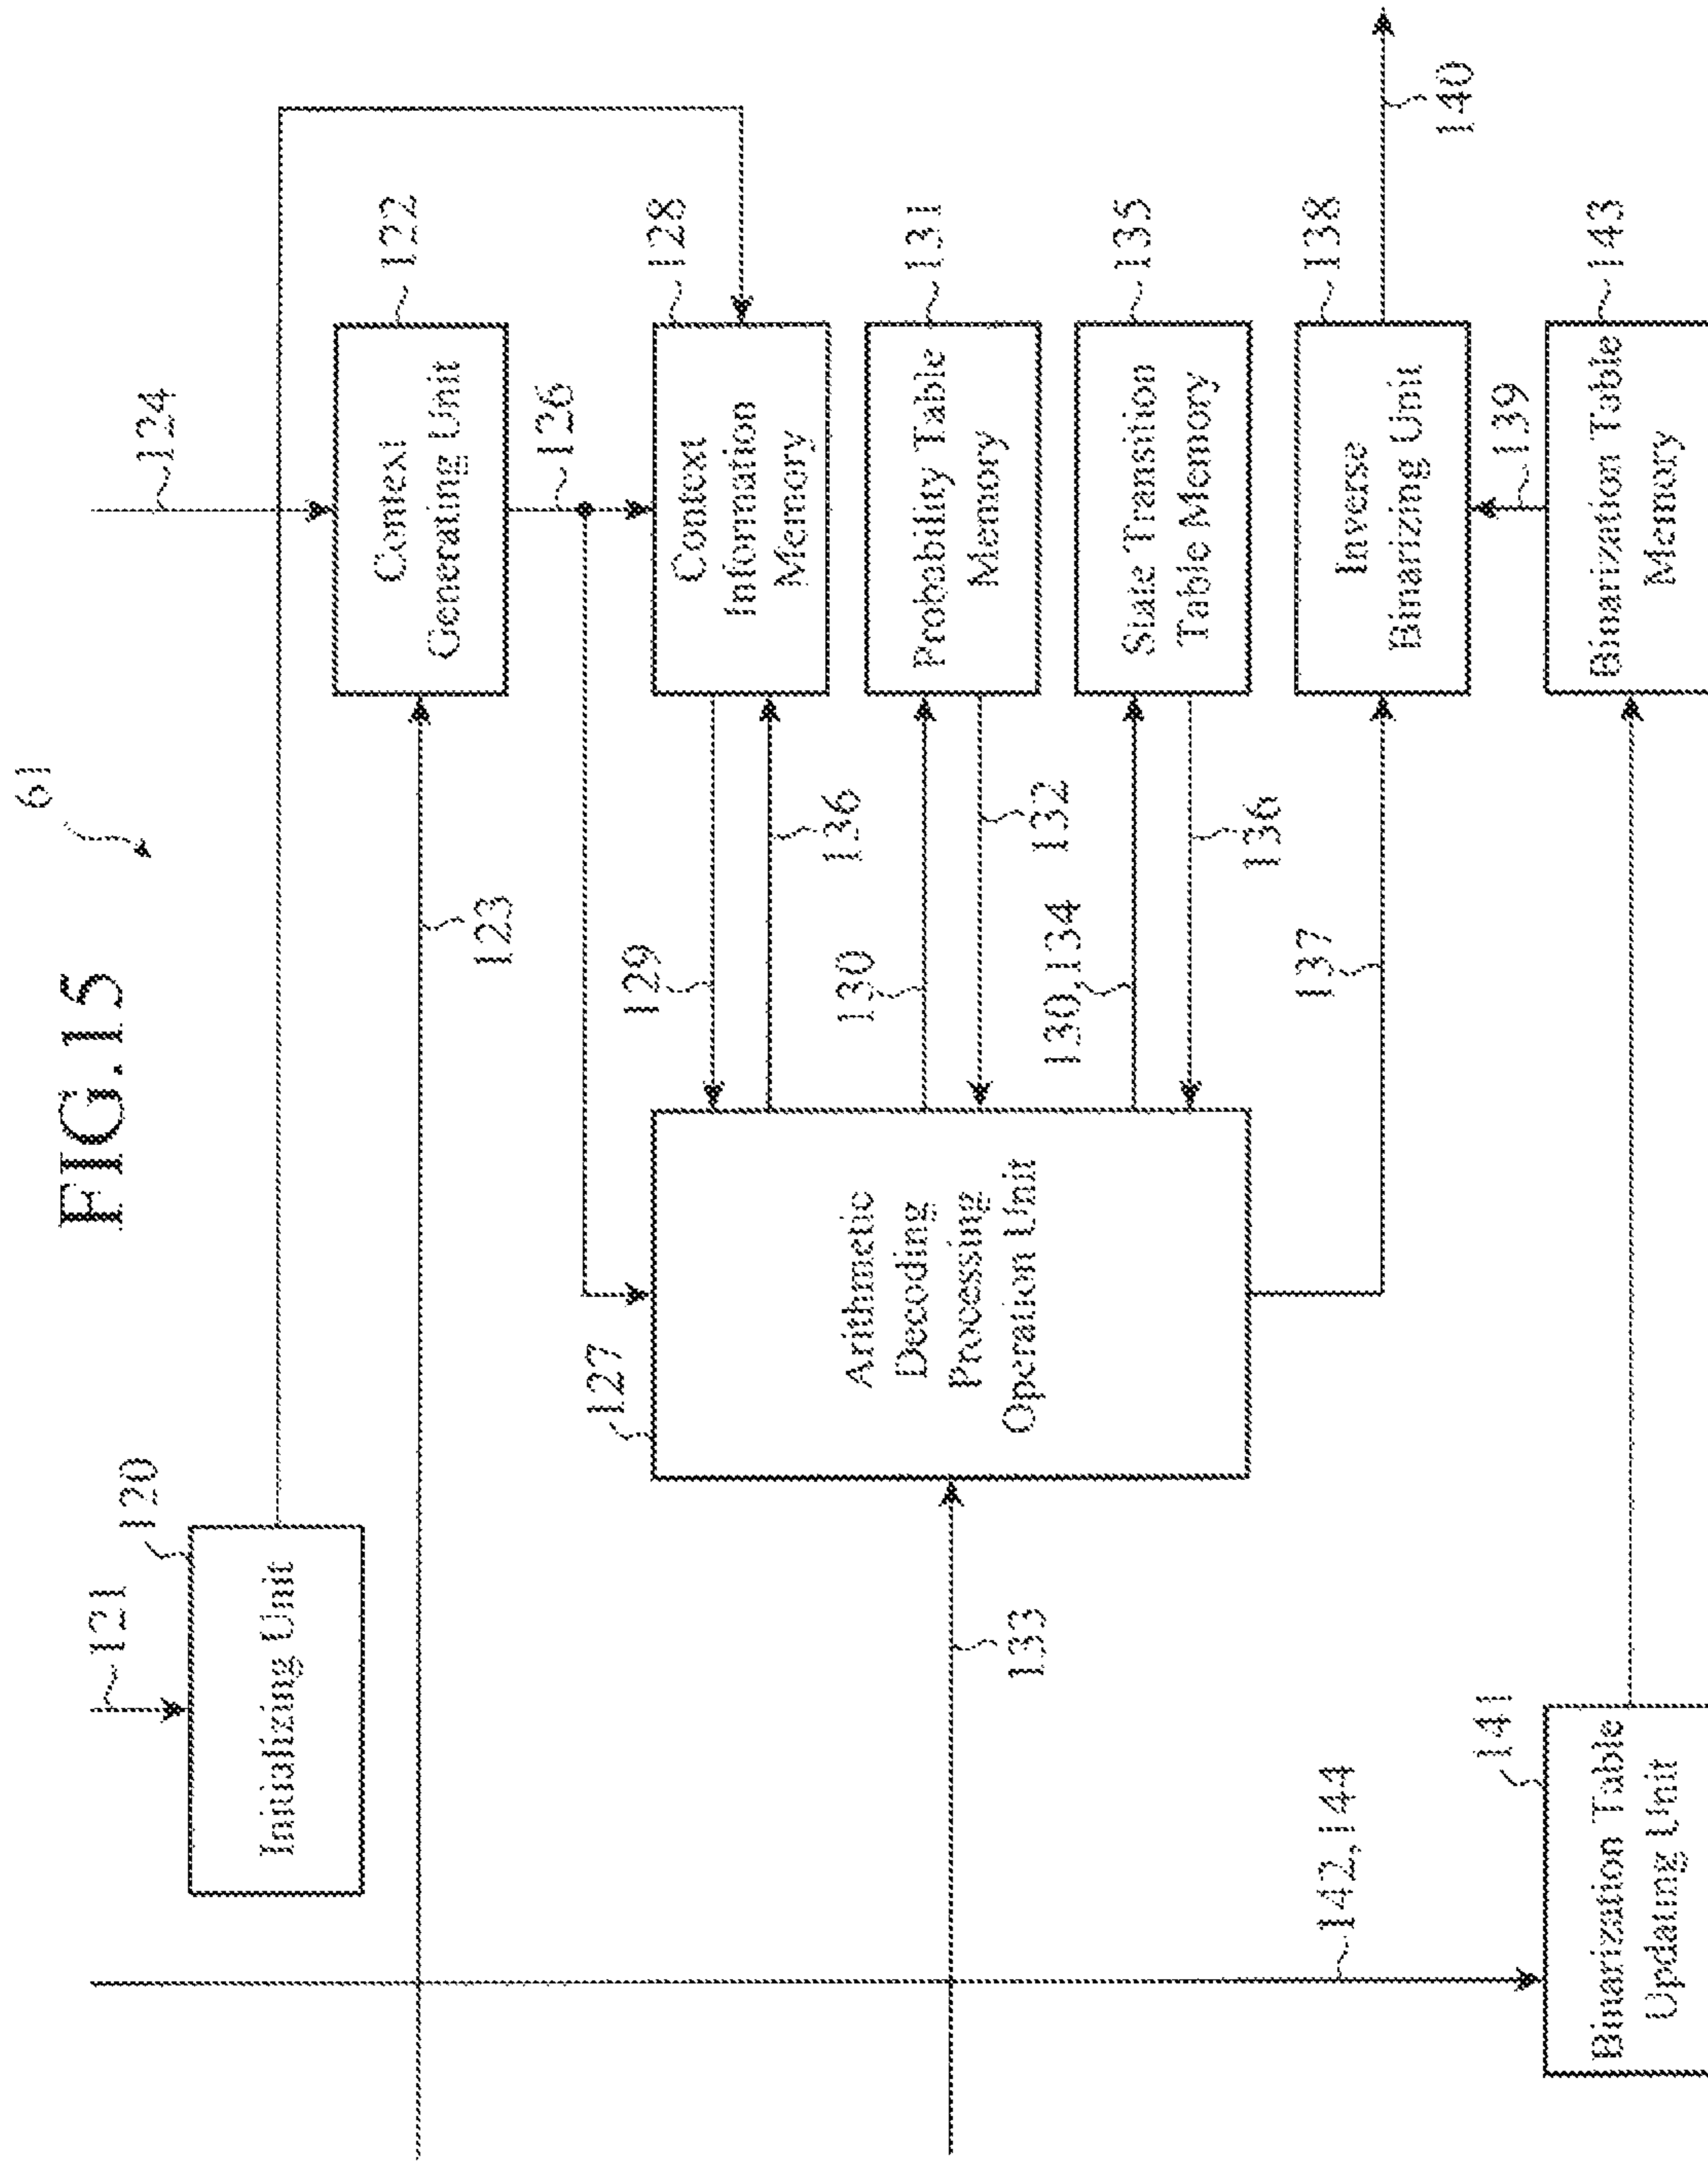 FIG.15
61
121
120
Initializing Unit
124
122
Context
Generating Unit
123
126
127
Arithmetic
Decoding
Processing
Operation Unit
128
Context
Information
Memory
129
136
131
Probability Table
Memory
130
132
133
135
State Transition
Table Memory
130,134
136
137
138
Inverse
Binarizing Unit
140
139
142,144
141
Binarization Table
Updating Unit
143
Binarization Table
Memory